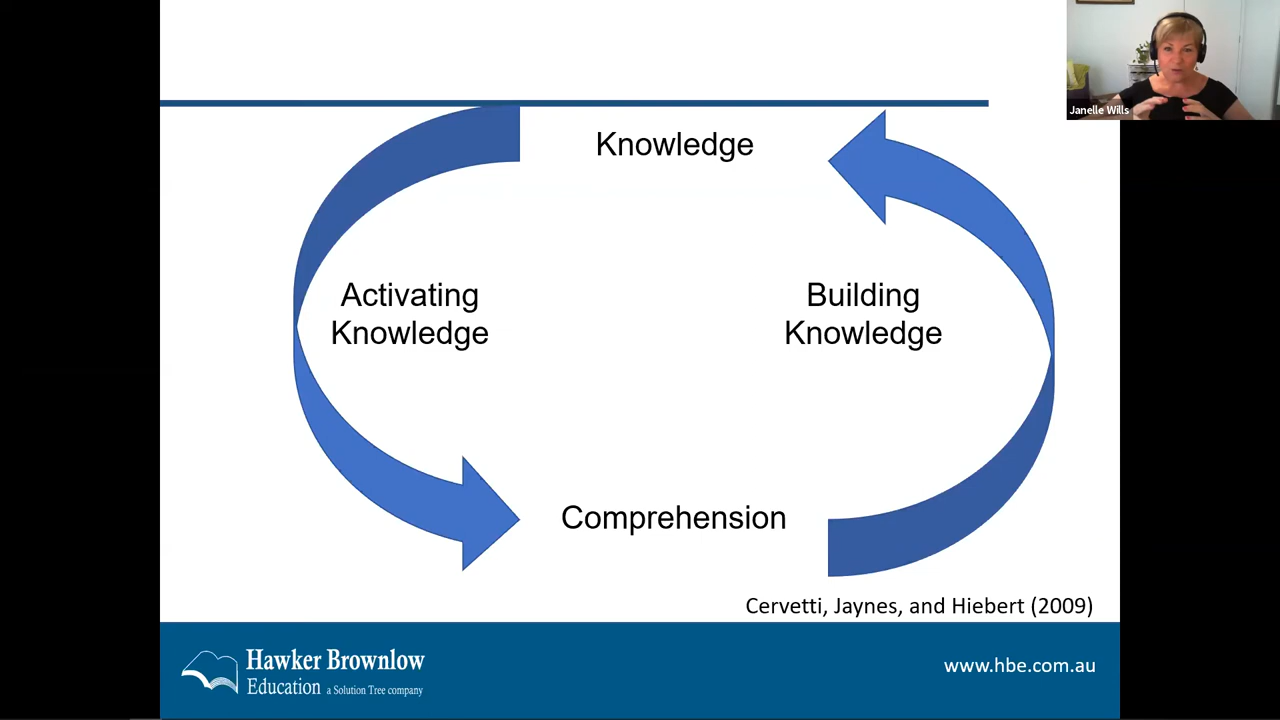 Janelle Wills
Knowledge
Activating
Knowledge
Building
Knowledge
Comprehension
Cervetti, Jaynes, and Hiebert (2009)
Hawker Brownlow
Education a Solution Tree company
www.hbe.com.au